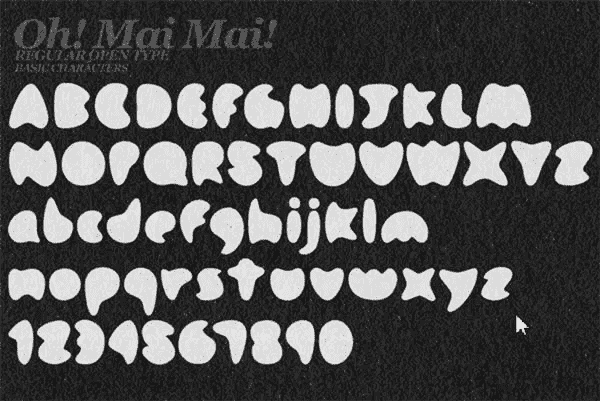 Oh! Mai Mai!
REGULAR OPEN TYPE
BASIC CHARACTERS
ABCDEFGHIJKLM
NOPQRSTUVWXYZ
abcdefghijklm
nopqrstuvwxyz
1234567890